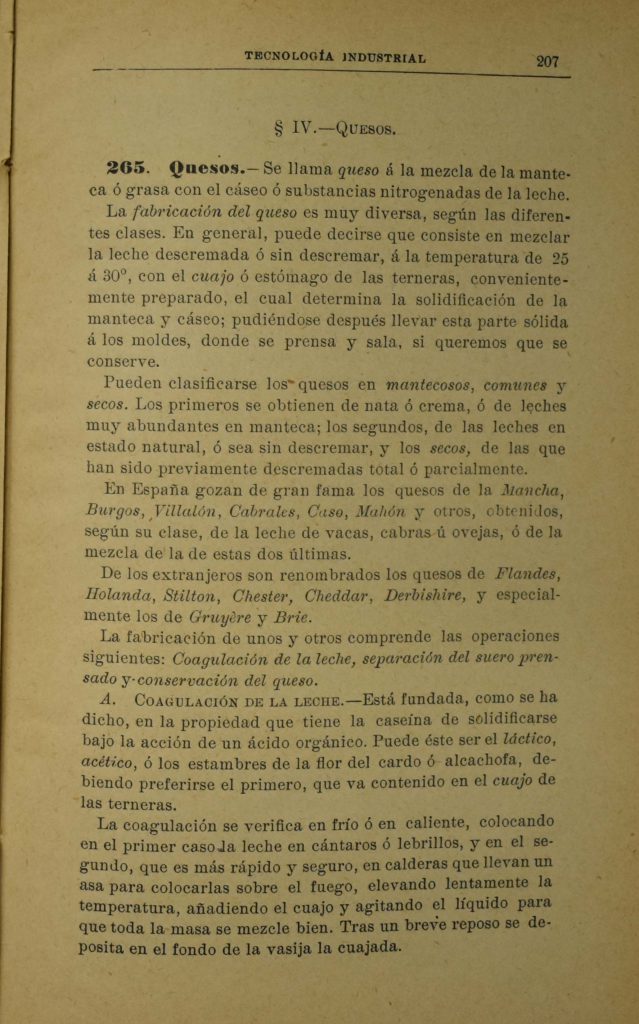 TECNOLOGÍA INDUSTRIAL 207
§ IV.—Quesos.
265. Quesos.—Se llama queso á la mezcla de la mante-
ca ó grasa con el cáseo ó substancias nitrogenadas de la leche.
La fabricación del queso es muy diversa, según las diferen-
tes clases. En general, puede decirse que consiste en mezclar
la leche descremada ó sin descremar, á la temperatura de 25
á 30°, con el cuajo ó estómago de las terneras, conveniente-
mente preparado, el cual determina la solidificación de la
manteca y cáseo; pudiéndose después llevar esta parte sólida
á los moldes, donde se prensa y sala, si queremos que se
conserve.
Pueden clasificarse los quesos en mantecosos, comunes y
secos. Los primeros se obtienen de nata ó crema, ó de leches
muy abundantes en manteca; los segundos, de las leches en
estado natural, ó sea sin descremar, y los secos, de las que
han sido previamente descremadas total ó parcialmente.
En España gozan de gran fama los quesos de la Mancha,
Burgos, Villalón, Cabrales, Caso, Mahón y otros, obtenidos,
según su clase, de la leche de vacas, cabras ú ovejas, ó de la
mezcla de la de estas dos últimas.
De los extranjeros son renombrados los quesos de Flandes,
Holanda, Stilton, Chester, Cheddar, Derbishire, y especial-
mente los de Gruyère y Brie.
La fabricación de unos y otros comprende las operaciones
siguientes: Coagulación de la leche, separación del suero pren-
sado y conservación del queso.
A. Coagulación de la leche.—Está fundada, como se ha
dicho, en la propiedad que tiene la caseína de solidificarse
bajo la acción de un ácido orgánico. Puede éste ser el láctico,
acético, ó los estambres de la flor del cardo ó alcachofa, de-
biendo preferirse el primero, que va contenido en el cuajo de
las terneras.
La coagulación se verifica en frío ó en caliente, colocando
en el primer caso la leche en cántaros ó lebrillos, y en el se-
gundo, que es más rápido y seguro, en calderas que llevan un
asa para colocarlas sobre el fuego, elevando lentamente la
temperatura, añadiendo el cuajo y agitando el líquido para
que toda la masa se mezcle bien. Tras un breve reposo se de-
posita en el fondo de la vasija la cuajada.